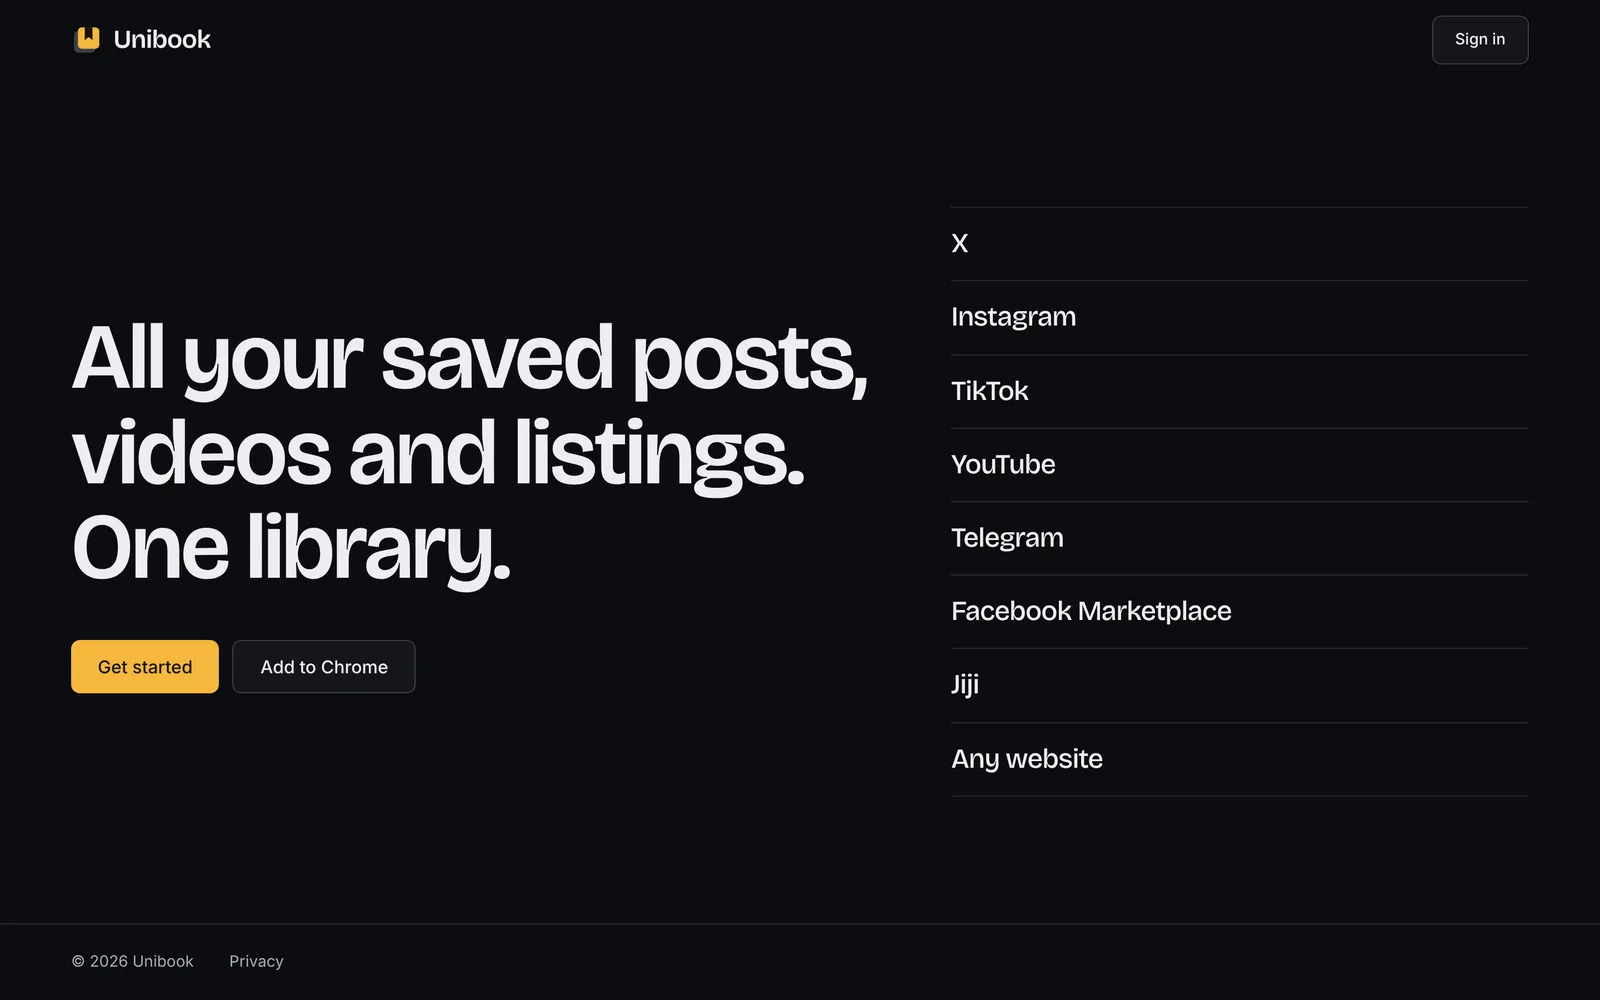 Unibook
Sign in
All your saved posts,
videos and listings.
One library.
Get started
Add to Chrome
X
Instagram
TikTok
YouTube
Telegram
Facebook Marketplace
Jiji
Any website
© 2026 Unibook
Privacy